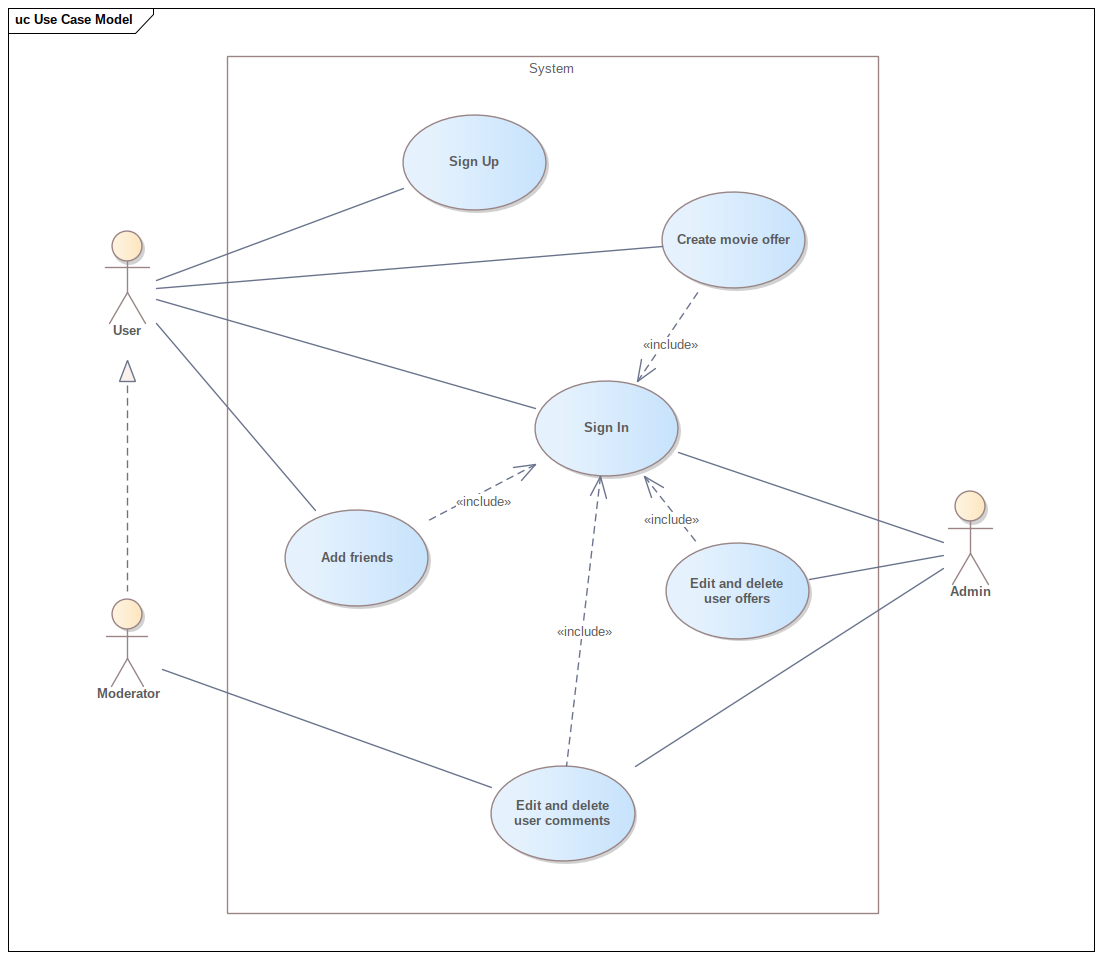 uc Use Case Model
System
Sign Up
Create movie offer
User
«include»
Sign In
«include»
«include»
Add friends
Edit and delete
user offers
Admin
«include»
Moderator
Edit and delete
user comments